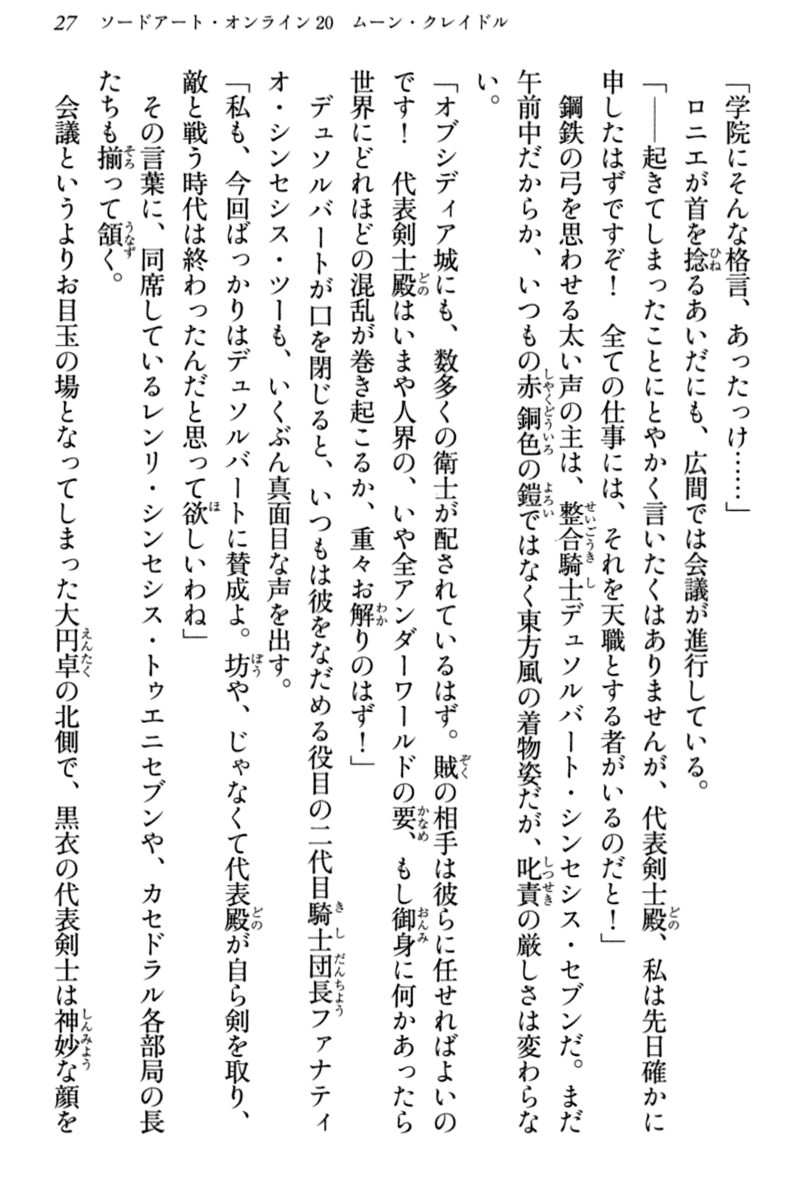 27 ソードアート・オンライン20 ムーン・クレイドル
「学院にそんな格言、あったっけ……」
　ロニエが首を捻るあいだにも、広間では会議が進行している。
「――起きてしまったことにとやかく言いたくはありませんが、代表剣士殿、私は先日確かに
申したはずですぞ！　全ての仕事には、それを天職とする者がいるのだと！」
　鋼鉄の弓を思わせる太い声の主は、整合騎士デュソルバート・シンセシス・セブンだ。まだ
午前中だからか、いつもの赤銅色の鎧ではなく東方風の着物姿だが、叱責の厳しさは変わらな
い。
「オブシディア城にも、数多くの衛士が配されているはず。賊の相手は彼らに任せればよいの
です！　代表剣士殿はいまや人界の、いや全アンダーワールドの要、もし御身に何かあったら
世界にどれほどの混乱が巻き起こるか、重々お解りのはず！」
　デュソルバートが口を閉じると、いつもは彼をなだめる役目の二代目騎士団長ファナティ
オ・シンセシス・ツーも、いくぶん真面目な声を出す。
「私も、今回ばっかりはデュソルバートに賛成よ。坊や、じゃなくて代表殿が自ら剣を取り、
敵と戦う時代は終わったんだと思って欲しいわね」
　その言葉に、同席しているレンリ・シンセシス・トゥエニセブンや、カセドラル各部局の長
たちも揃って頷く。
　会議というよりお目玉の場となってしまった大円卓の北側で、黒衣の代表剣士は神妙な顔を